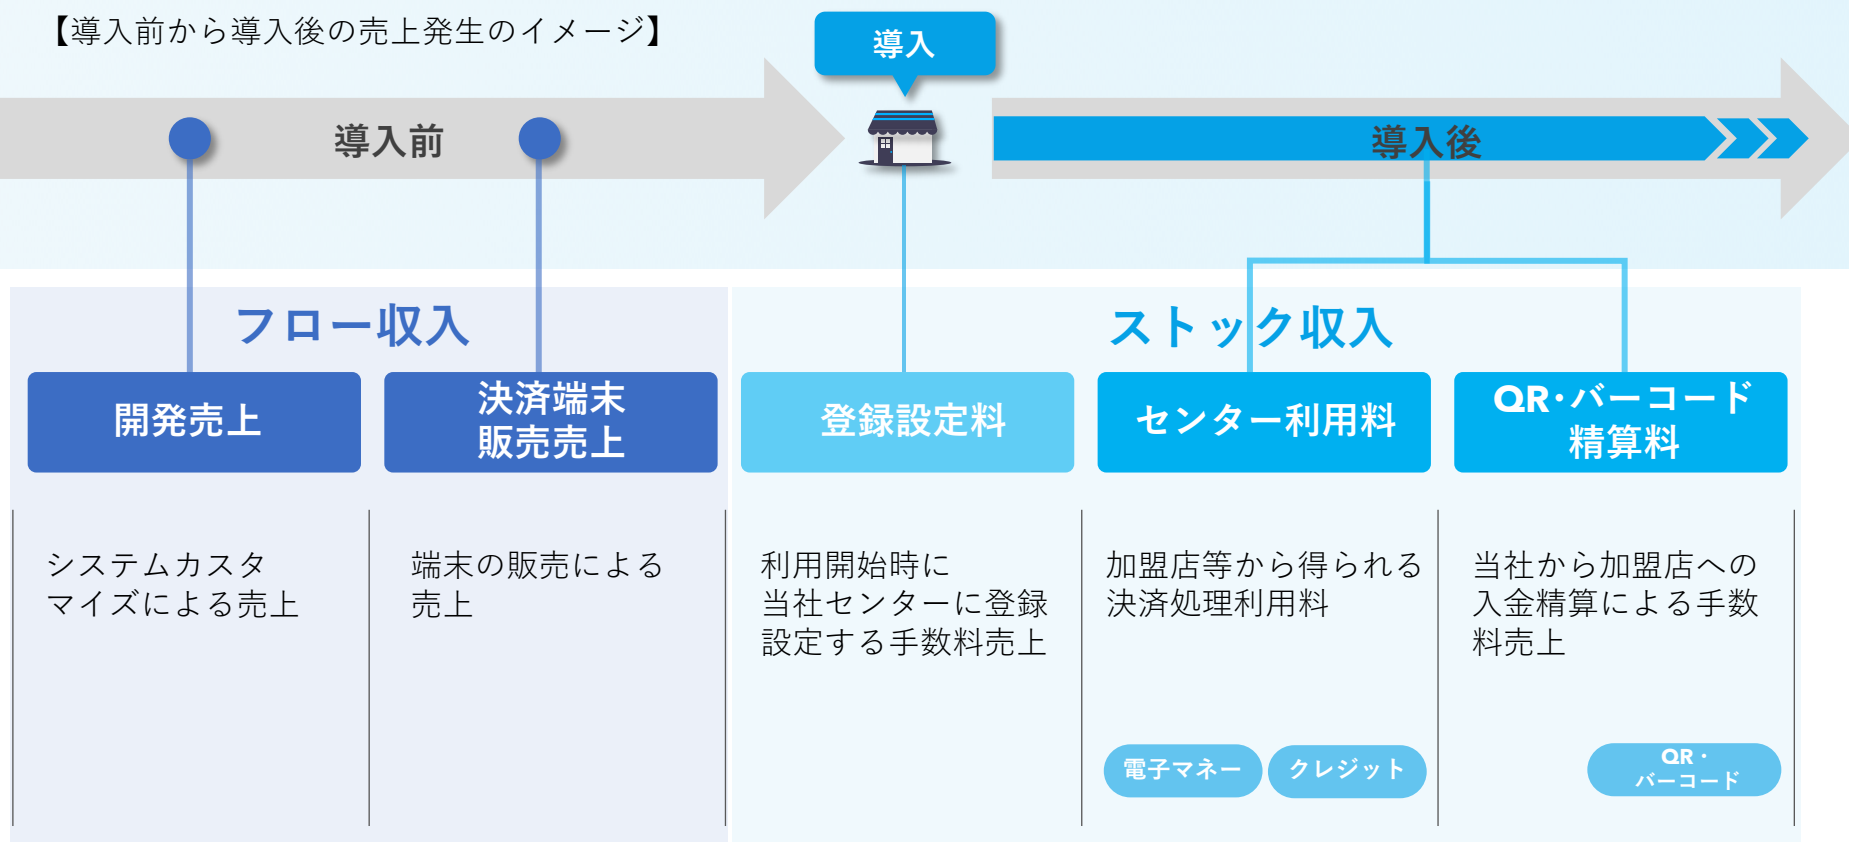 【導入前から導入後の売上発生のイメージ】
導入
導入前
導入後
フロー収入
ストック収入
開発売上
決済端末
販売売上
登録設定料
センター利用料
QR・バーコード
精算料
システムカスタ
マイズによる売上
端末の販売による
売上
利用開始時に
当社センターに登録
設定する手数料売上
加盟店等から得られる
決済処理利用料
当社から加盟店への
入金精算による手数
料売上
電子マネー
クレジット
QR・
バーコード